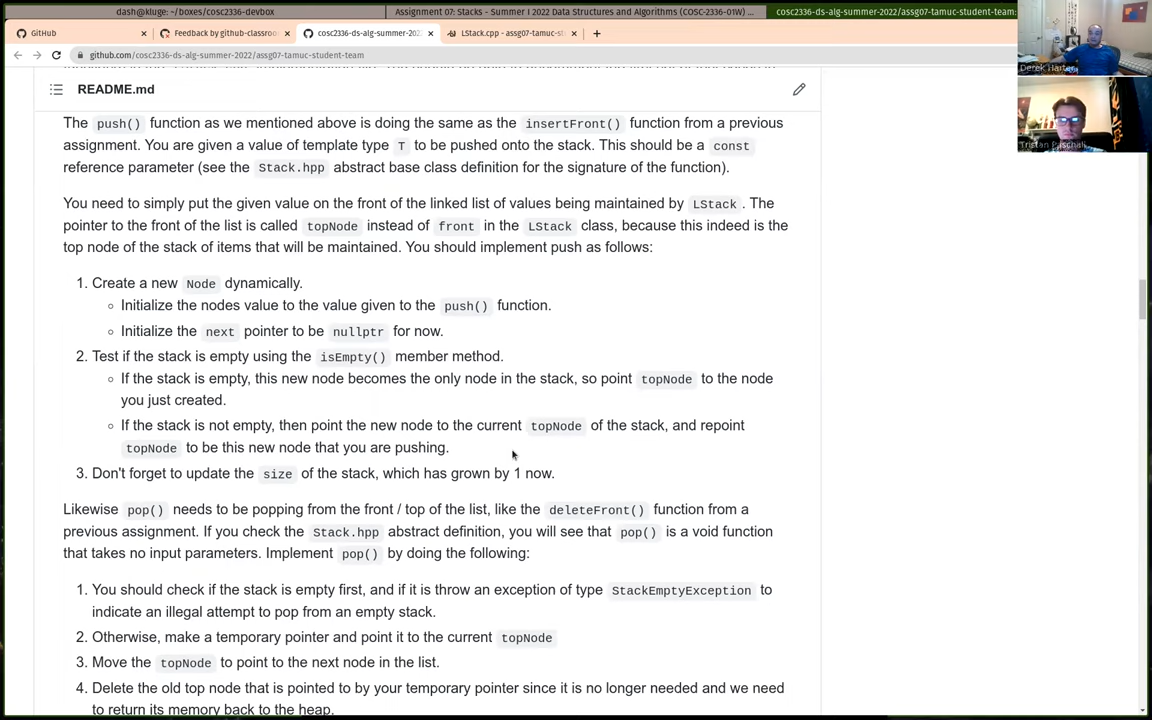 dash@kluge: ~/boxes/cosc2336-devbox
Assignment 07: Stacks - Summer I 2022 Data Structures and Algorithms (COSC-2336-01W) ...
cosc2336-ds-alg-summer-2022/assg07-tamuc-student-team:
GitHub
Feedback by github-classroo
cosc2336-ds-alg-summer-202
LStack.cpp - assg07-tamuc-st
github.com/cosc2336-ds-alg-summer-2022/assg07-tamuc-student-team
Derek Harter
Tristan Paschall
README.md
The push() function as we mentioned above is doing the same as the insertFront() function from a previous
assignment. You are given a value of template type T to be pushed onto the stack. This should be a const
reference parameter (see the Stack.hpp abstract base class definition for the signature of the function).
You need to simply put the given value on the front of the linked list of values being maintained by LStack. The
pointer to the front of the list is called topNode instead of front in the LStack class, because this indeed is the
top node of the stack of items that will be maintained. You should implement push as follows:
1. Create a new Node dynamically.
◦ Initialize the nodes value to the value given to the push() function.
◦ Initialize the next pointer to be nullptr for now.
2. Test if the stack is empty using the isEmpty() member method.
◦ If the stack is empty, this new node becomes the only node in the stack, so point topNode to the node
you just created.
◦ If the stack is not empty, then point the new node to the current topNode of the stack, and repoint
topNode to be this new node that you are pushing.
3. Don't forget to update the size of the stack, which has grown by 1 now.
Likewise pop() needs to be popping from the front / top of the list, like the deleteFront() function from a
previous assignment. If you check the Stack.hpp abstract definition, you will see that pop() is a void function
that takes no input parameters. Implement pop() by doing the following:
1. You should check if the stack is empty first, and if it is throw an exception of type StackEmptyException to
indicate an illegal attempt to pop from an empty stack.
2. Otherwise, make a temporary pointer and point it to the current topNode
3. Move the topNode to point to the next node in the list.
4. Delete the old top node that is pointed to by your temporary pointer since it is no longer needed and we need
to return its memory back to the heap.